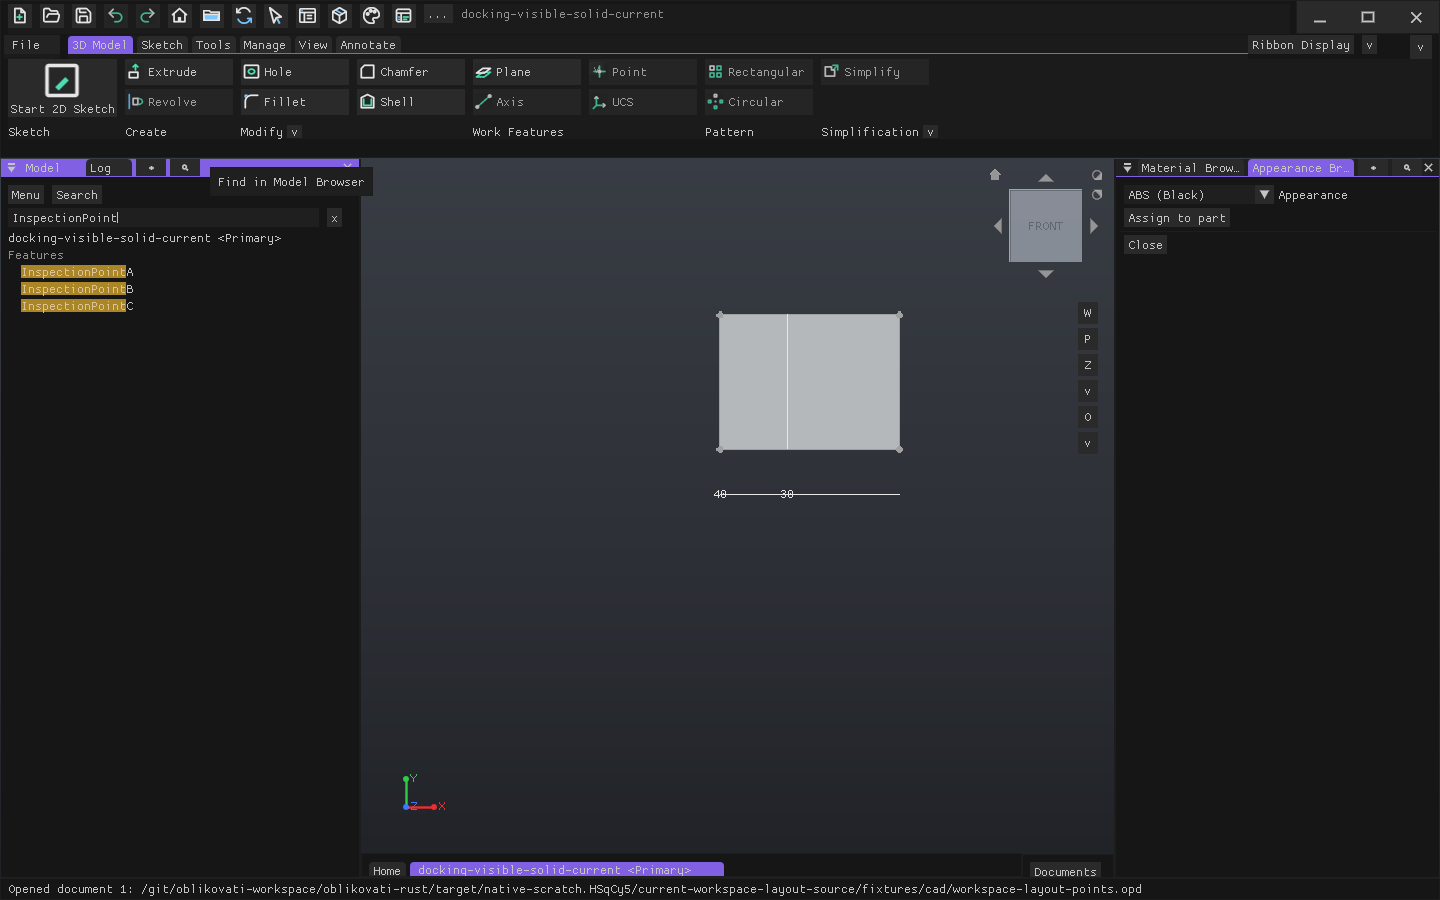 ... docking-visible-solid-current
File 3D Model Sketch Tools Manage View Annotate Ribbon Display v v
Start 2D Sketch
Extrude Hole Chamfer Plane Point Rectangular Simplify
Revolve Fillet Shell Axis UCS Circular
Sketch Create Modify v Work Features Pattern Simplification v
Model Log
Find in Model Browser
Menu Search
InspectionPoint x
docking-visible-solid-current <Primary>
Features
InspectionPointA
InspectionPointB
InspectionPointC
FRONT
W
P
Z
v
O
v
40 30
Y
Z X
Material Brow… Appearance Br…
ABS (Black) Appearance
Assign to part
Close
Home docking-visible-solid-current <Primary> Documents
Opened document 1: /git/oblikovati-workspace/oblikovati-rust/target/native-scratch.HSqCy5/current-workspace-layout-source/fixtures/cad/workspace-layout-points.opd